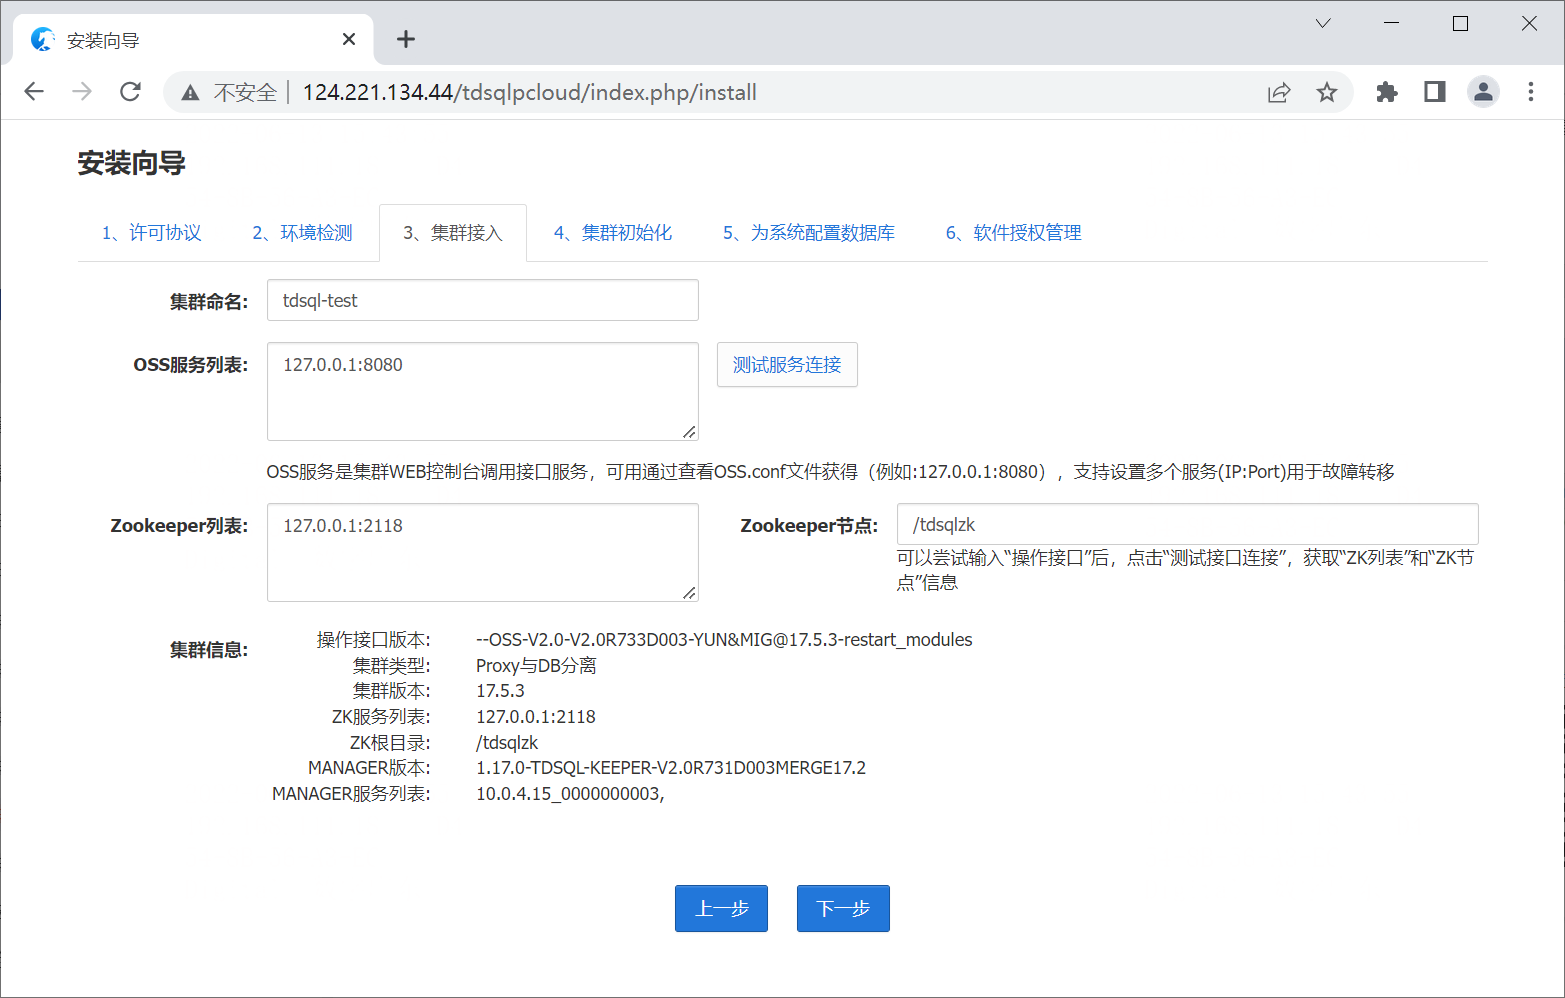 安装向导
不安全
124.221.134.44/tdsqlpcloud/index.php/install
安装向导
1、许可协议 2、环境检测 3、集群接入 4、集群初始化 5、为系统配置数据库 6、软件授权管理
集群命名: tdsql-test
OSS服务列表: 127.0.0.1:8080 测试服务连接
OSS服务是集群WEB控制台调用接口服务，可用通过查看OSS.conf文件获得（例如:127.0.0.1:8080），支持设置多个服务(IP:Port)用于故障转移
Zookeeper列表: 127.0.0.1:2118 Zookeeper节点: /tdsqlzk
可以尝试输入“操作接口”后，点击“测试接口连接”，获取“ZK列表”和“ZK节
点”信息
集群信息:
操作接口版本: --OSS-V2.0-V2.0R733D003-YUN&MIG@17.5.3-restart_modules
集群类型: Proxy与DB分离
集群版本: 17.5.3
ZK服务列表: 127.0.0.1:2118
ZK根目录: /tdsqlzk
MANAGER版本: 1.17.0-TDSQL-KEEPER-V2.0R731D003MERGE17.2
MANAGER服务列表: 10.0.4.15_0000000003,
上一步 下一步